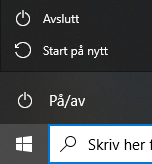 Avslutt
Start på nytt
På/av
Skriv her f